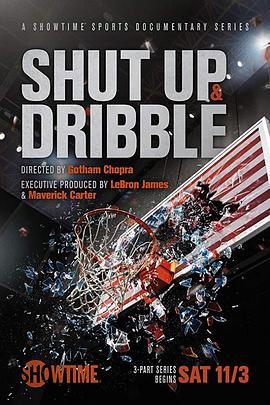 A SHOWTIME® SPORTS DOCUMENTARY SERIES
SHUT UP &
DRIBBLE
DIRECTED BY Gotham Chopra
EXECUTIVE PRODUCED BY LeBron James
& Maverick Carter
SHOWTIME
3-PART SERIES
BEGINS SAT 11/3